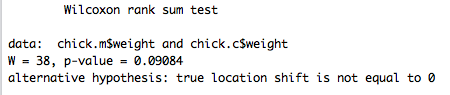 Wilcoxon rank sum test
data:  chick.m$weight and chick.c$weight
W = 38, p-value = 0.09084
alternative hypothesis: true location shift is not equal to 0